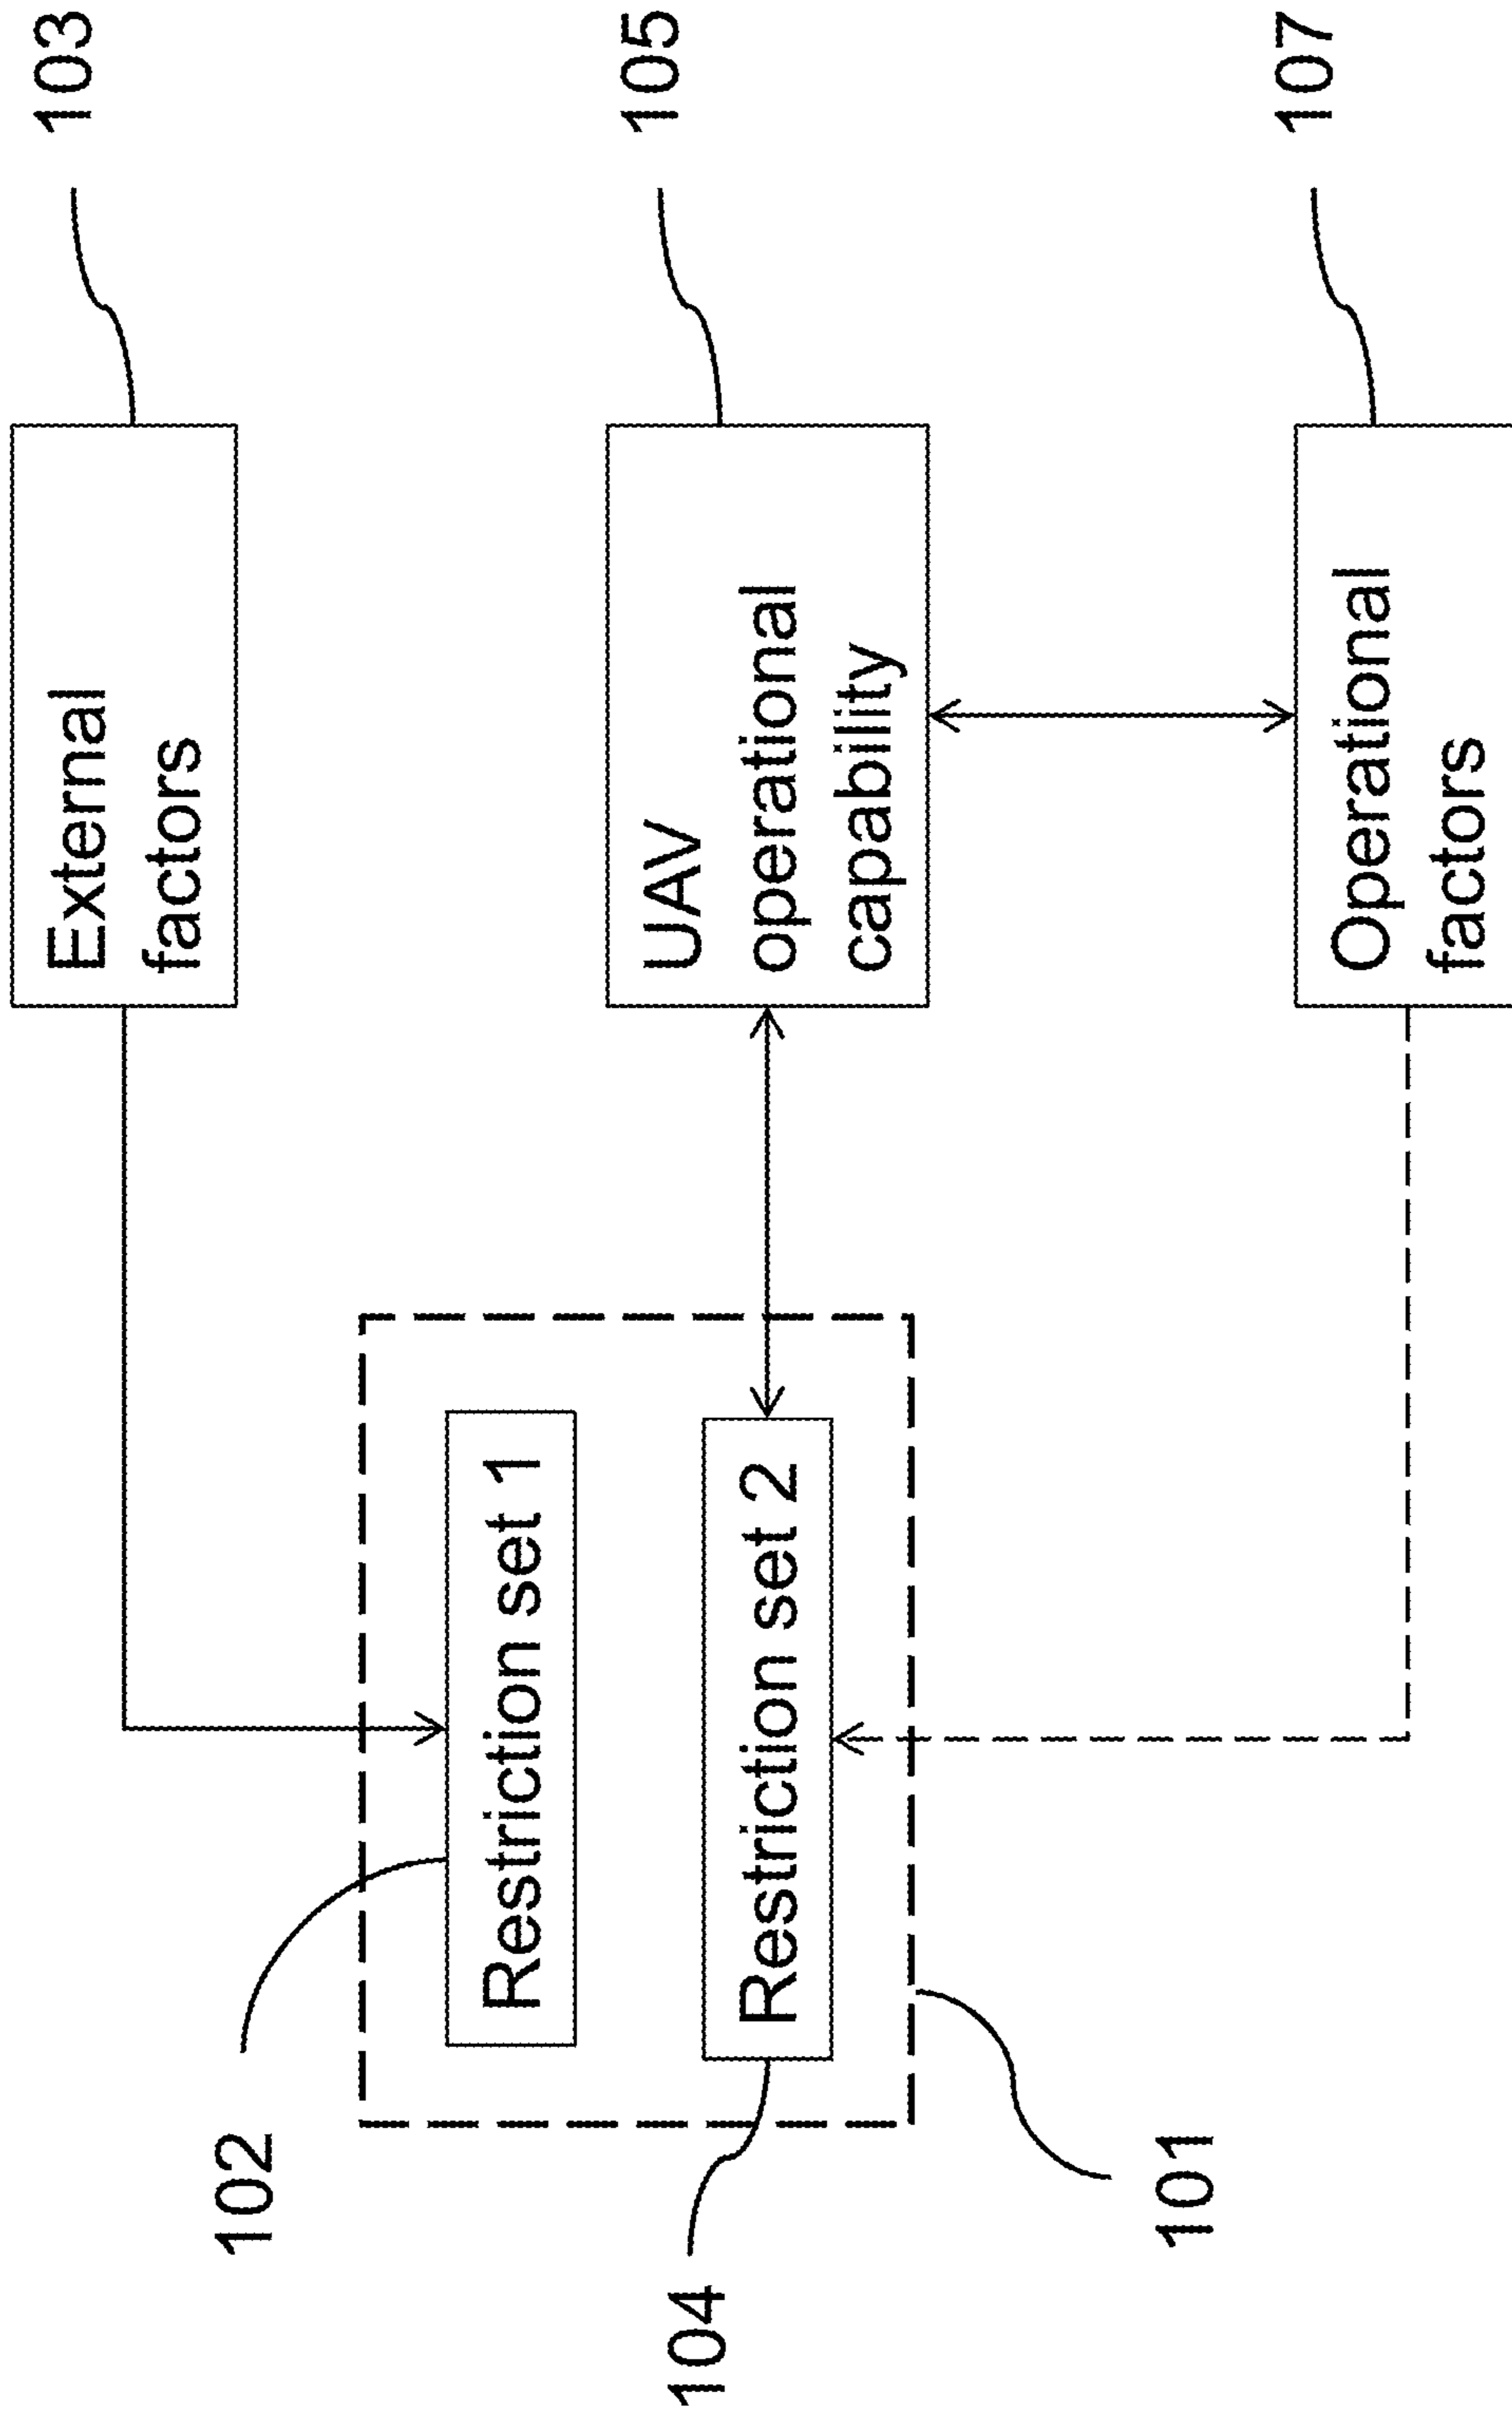 102
104
101
Restriction set 1
Restriction set 2
External
factors
UAV
operational
capability
Operational
factors
103
105
107